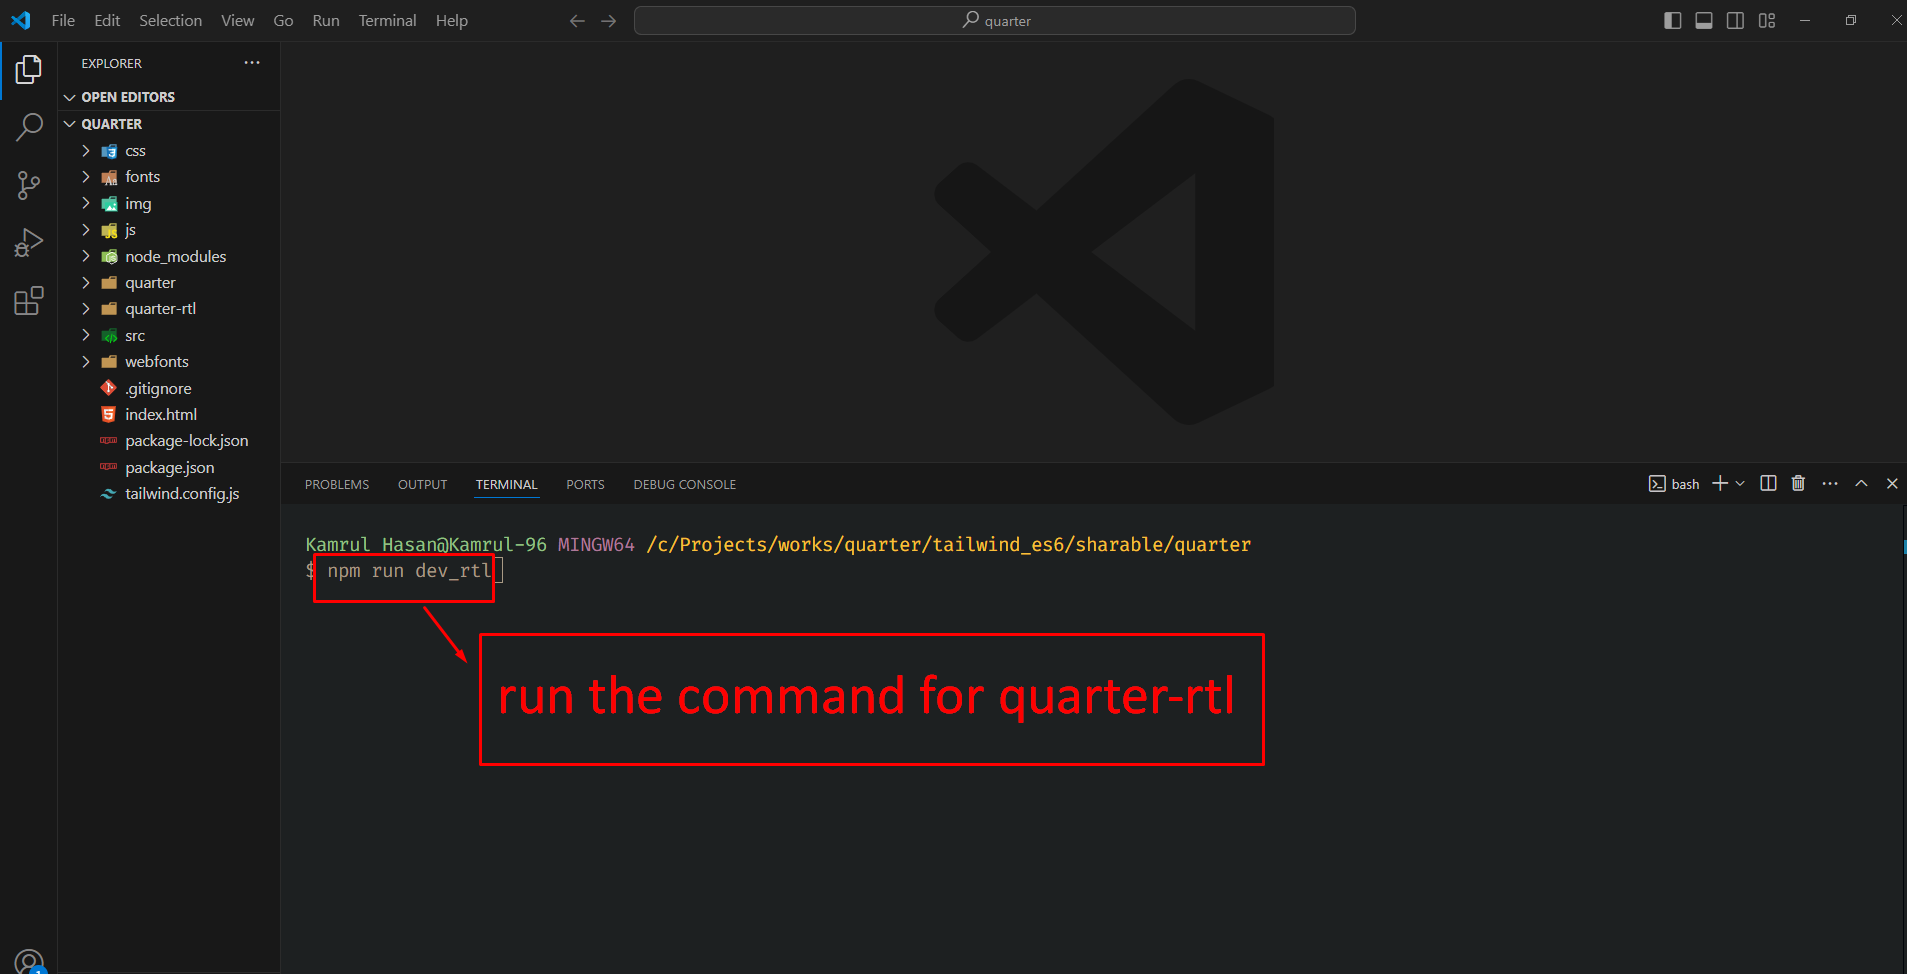 File Edit Selection View Go Run Terminal Help
quarter
EXPLORER
OPEN EDITORS
QUARTER
css
fonts
img
js
node_modules
quarter
quarter-rtl
src
webfonts
.gitignore
index.html
package-lock.json
package.json
tailwind.config.js
PROBLEMS OUTPUT TERMINAL PORTS DEBUG CONSOLE
bash
Kamrul Hasan@Kamrul-96 MINGW64 /c/Projects/works/quarter/tailwind_es6/sharable/quarter
$ npm run dev_rtl
run the command for quarter-rtl
1